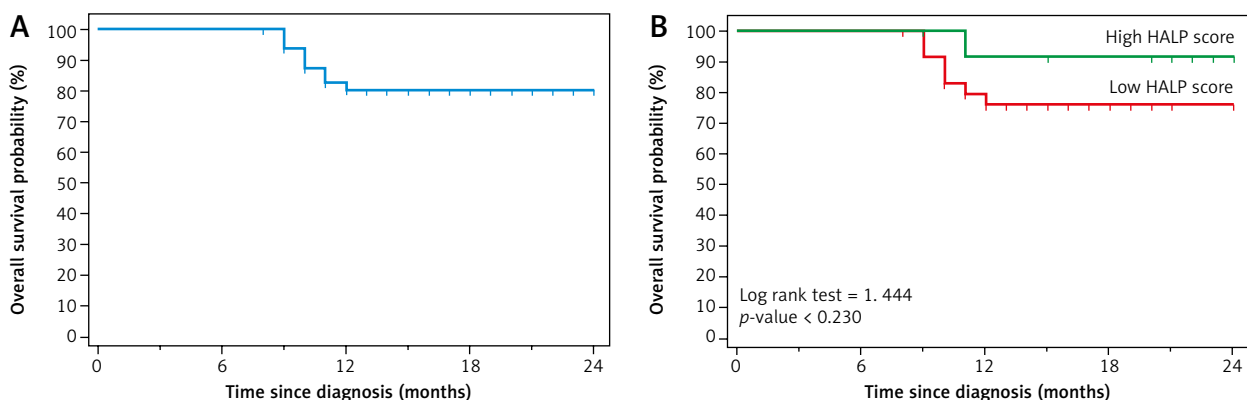 A
Overall survival probability (%)
100
90
80
70
60
50
40
30
20
10
0
0 6 12 18 24
Time since diagnosis (months)
B
Overall survival probability (%)
100
90
80
70
60
50
40
30
20
10
0
High HALP score
Low HALP score
Log rank test = 1. 444
p-value < 0.230
0 6 12 18 24
Time since diagnosis (months)